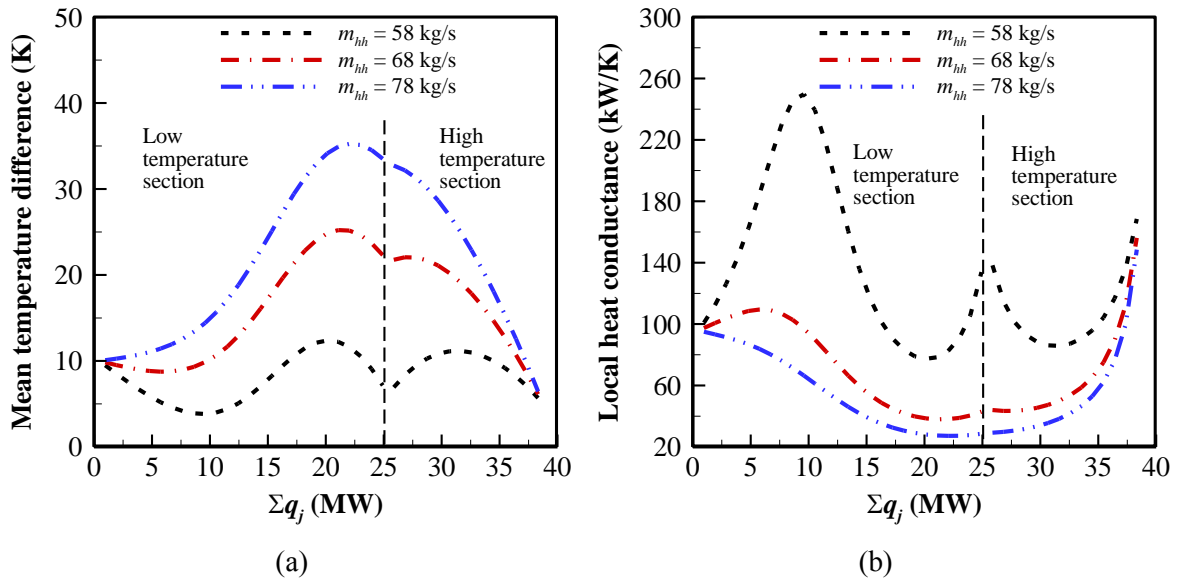 Mean temperature difference (K)
50
40
30
20
10
0
m_hh = 58 kg/s
m_hh = 68 kg/s
m_hh = 78 kg/s
Low
temperature
section
High
temperature
section
0 5 10 15 20 25 30 35 40
Σq_j (MW)
(a)
Local heat conductance (kW/K)
300
260
220
180
140
100
60
20
m_hh = 58 kg/s
m_hh = 68 kg/s
m_hh = 78 kg/s
Low
temperature
section
High
temperature
section
0 5 10 15 20 25 30 35 40
Σq_j (MW)
(b)